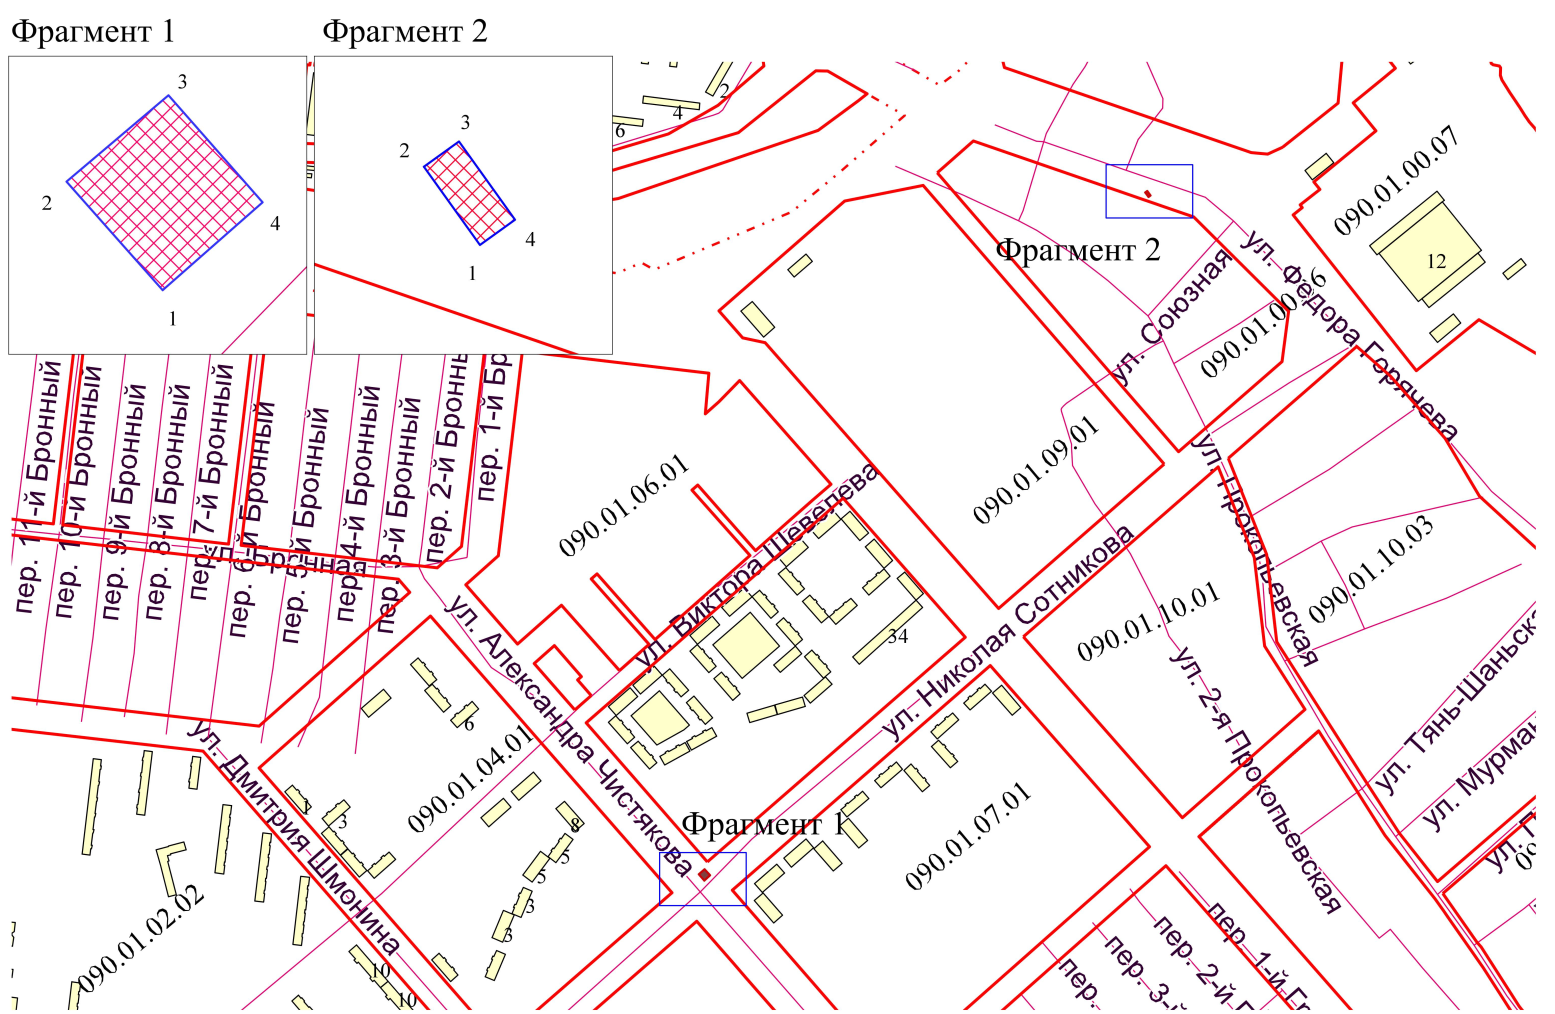 Фрагмент 1
Фрагмент 2
3
2
4
1
3
2
4
1
2
4
6
090.01.00.07
12
Фрагмент 2
ул. Союзная
ул. Федора Горячева
пер. 11-й Бронный
пер. 10-й Бронный
пер. 9-й Бронный
пер. 8-й Бронный
пер. 7-й Бронный
пер. 6-й Бронный
пер. 5-й Бронный
пер. 4-й Бронный
пер. 3-й Бронный
пер. 2-й Бронн
пер. 1-й Бр
090.01.06.01
090.01.09.01
ул. Виктора Шевелева
ул. Прокопьевская
090.01.10.03
090.01.10.01
ул. Александра Чистякова
34
ул. Николая Сотникова
ул. 2-я Прокопьевская
ул. Тянь-Шаньск
ул. Мурман
6
090.01.04.01
ул. Дмитрия Шмонина
1
3
8
5
5
3
3
Фрагмент 1
090.01.07.01
090.01.02.02
10
10
пер.
пер. 3-й
пер. 2-й Г
пер. 1-й Гр